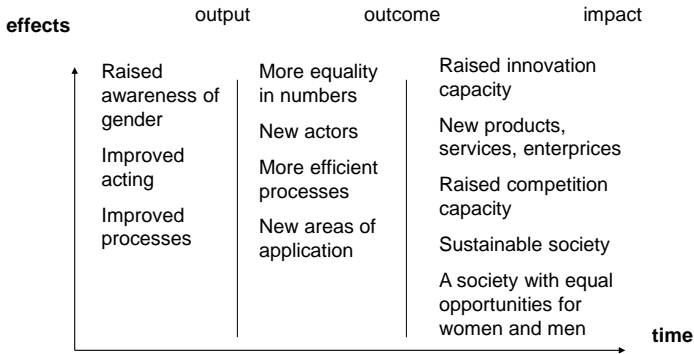 effects
output
outcome
impact
Raised
awareness of
gender
Improved
acting
Improved
processes
More equality
in numbers
New actors
More efficient
processes
New areas of
application
Raised innovation
capacity
New products,
services, enterprices
Raised competition
capacity
Sustainable society
A society with equal
opportunities for
women and men
time